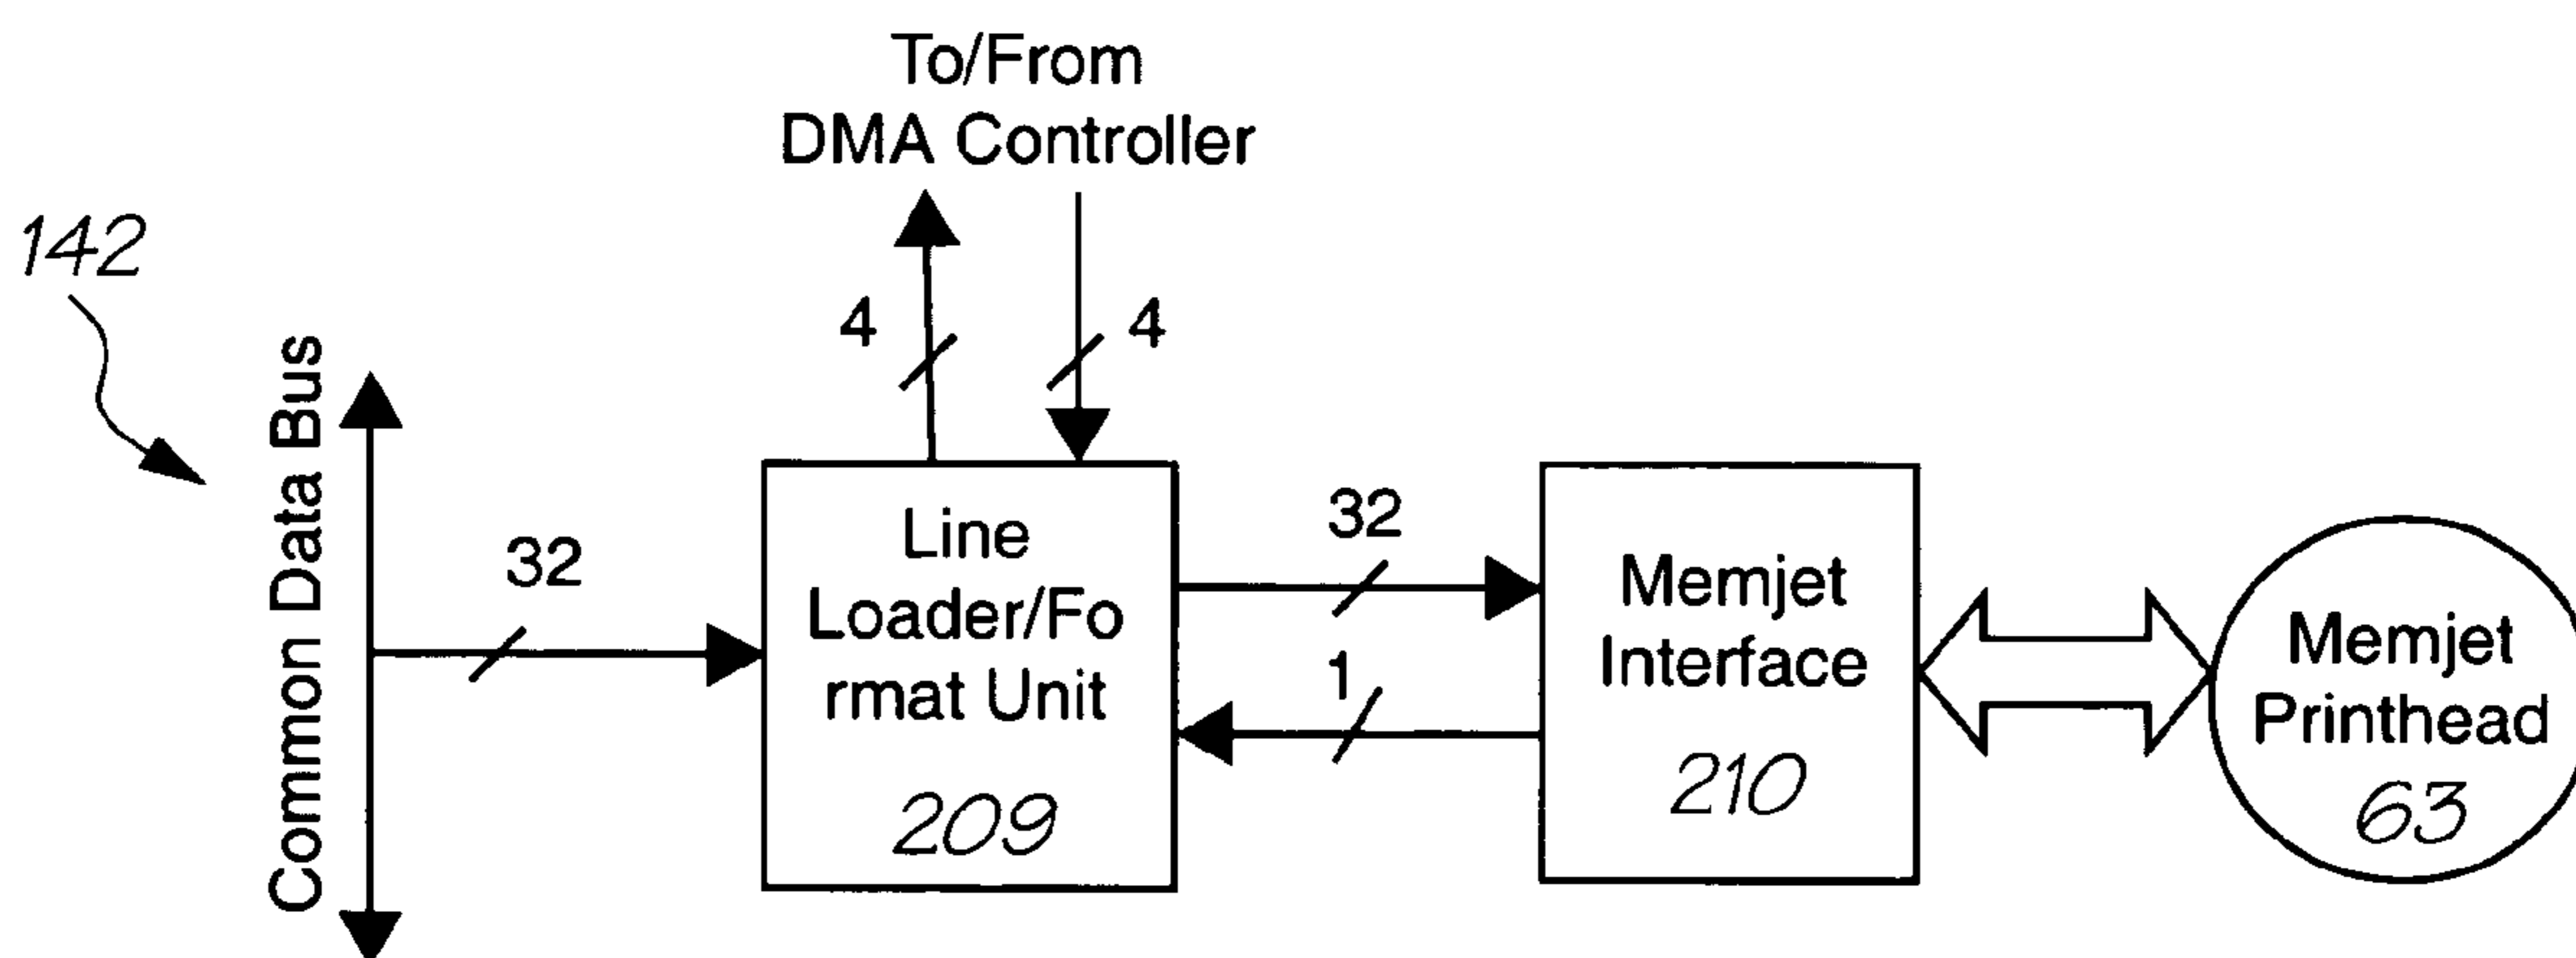 To/From
DMA Controller
142
4
4
Common Data Bus
32
Line
Loader/Fo
rmat Unit
209
32
1
Memjet
Interface
210
Memjet
Printhead
63